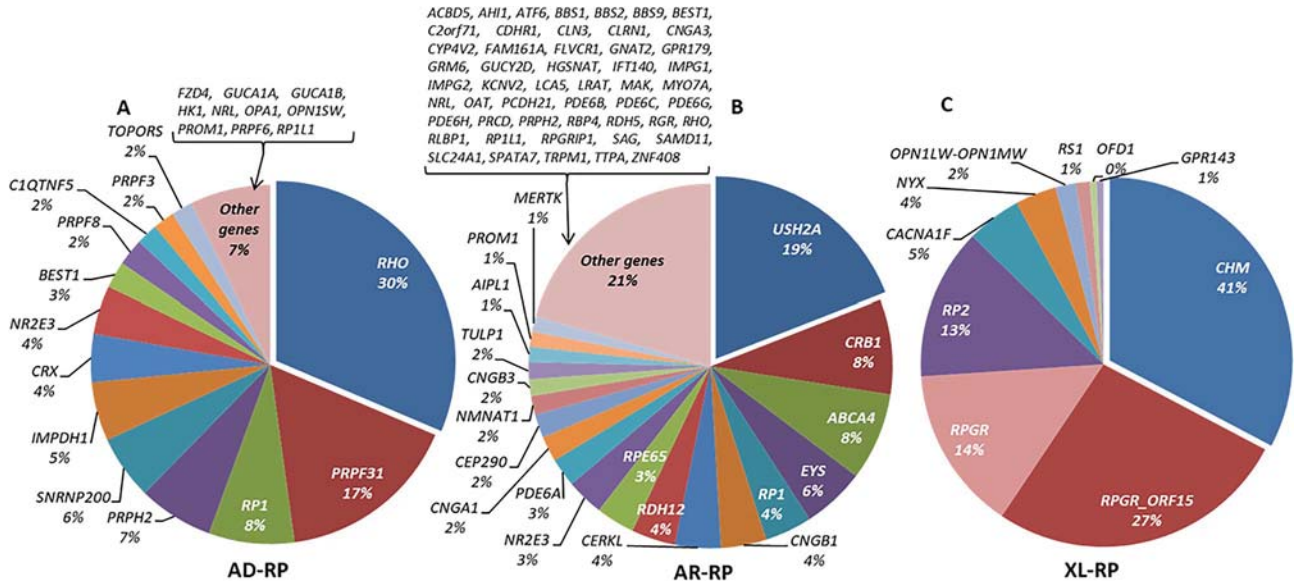 A
FZD4, GUCA1A, GUCA1B,
HK1, NRL, OPA1, OPN1SW,
PROM1, PRPF6, RP1L1
TOPORS
2%
PRPF3
2%
C1QTNF5
2%
PRPF8
2%
BEST1
3%
NR2E3
4%
CRX
4%
IMPDH1
5%
SNRNP200
6%
PRPH2
7%
RP1
8%
PRPF31
17%
RHO
30%
Other
genes
7%
AD-RP
B
ACBD5, AHI1, ATF6, BBS1, BBS2, BBS9, BEST1,
C2orf71, CDHR1, CLN3, CLRN1, CNGA3,
CYP4V2, FAM161A, FLVCR1, GNAT2, GPR179,
GRM6, GUCY2D, HGSNAT, IFT140, IMPG1,
IMPG2, KCNV2, LCA5, LRAT, MAK, MYO7A,
NRL, OAT, PCDH21, PDE6B, PDE6C, PDE6G,
PDE6H, PRCD, PRPH2, RBP4, RDH5, RGR, RHO,
RLBP1, RP1L1, RPGRIP1, SAG, SAMD11,
SLC24A1, SPATA7, TRPM1, TTPA, ZNF408
MERTK
1%
PROM1
1%
AIPL1
1%
TULP1
2%
CNGB3
2%
NMNAT1
2%
CEP290
2%
CNGA1
2%
PDE6A
3%
NR2E3
3%
RPE65
3%
RDH12
4%
CERKL
4%
CNGB1
4%
RP1
4%
EYS
6%
ABCA4
8%
CRB1
8%
USH2A
19%
Other genes
21%
AR-RP
C
OPN1LW-OPN1MW
2%
RS1
1%
OFD1
0%
GPR143
1%
NYX
4%
CACNA1F
5%
RP2
13%
RPGR
14%
RPGR_ORF15
27%
CHM
41%
XL-RP